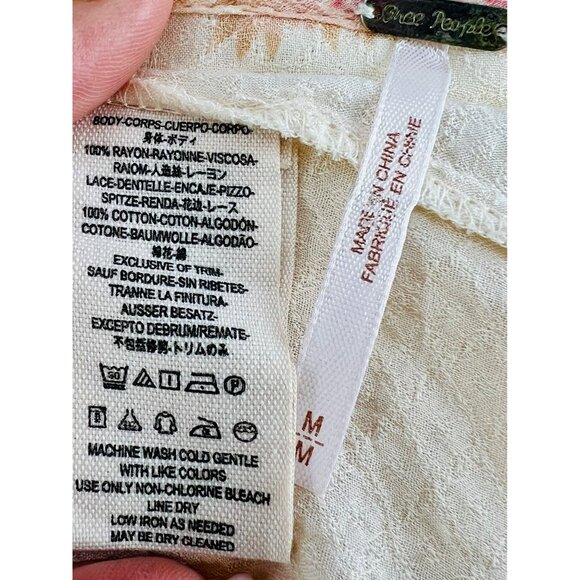 Free People
BODY-CORPS-CUERPO-CORPO-
身体-ボディ
100% RAYON-RAYONNE-VISCOSA-
RAIOM-人造絲-レーヨン
LACE-DENTELLE-ENCAJE-PIZZO-
SPITZE-RENDA-花边-レース
100% COTTON-COTON-ALGODÓN-
COTONE-BAUMWOLLE-ALGODÃO-
棉花-綿
EXCLUSIVE OF TRIM-
SAUF BORDURE-SIN RIBETES-
TRANNE LA FINITURA-
AUSSER BESATZ-
EXCEPTO DEBRUM/REMATE-
不包括修剪-トリムのみ-
30
P
MACHINE WASH COLD GENTLE
WITH LIKE COLORS
USE ONLY NON-CHLORINE BLEACH
LINE DRY
LOW IRON AS NEEDED
MAY BE DRY CLEANED
MADE IN CHINA
FABRIQUÉ EN CHINE
M
M